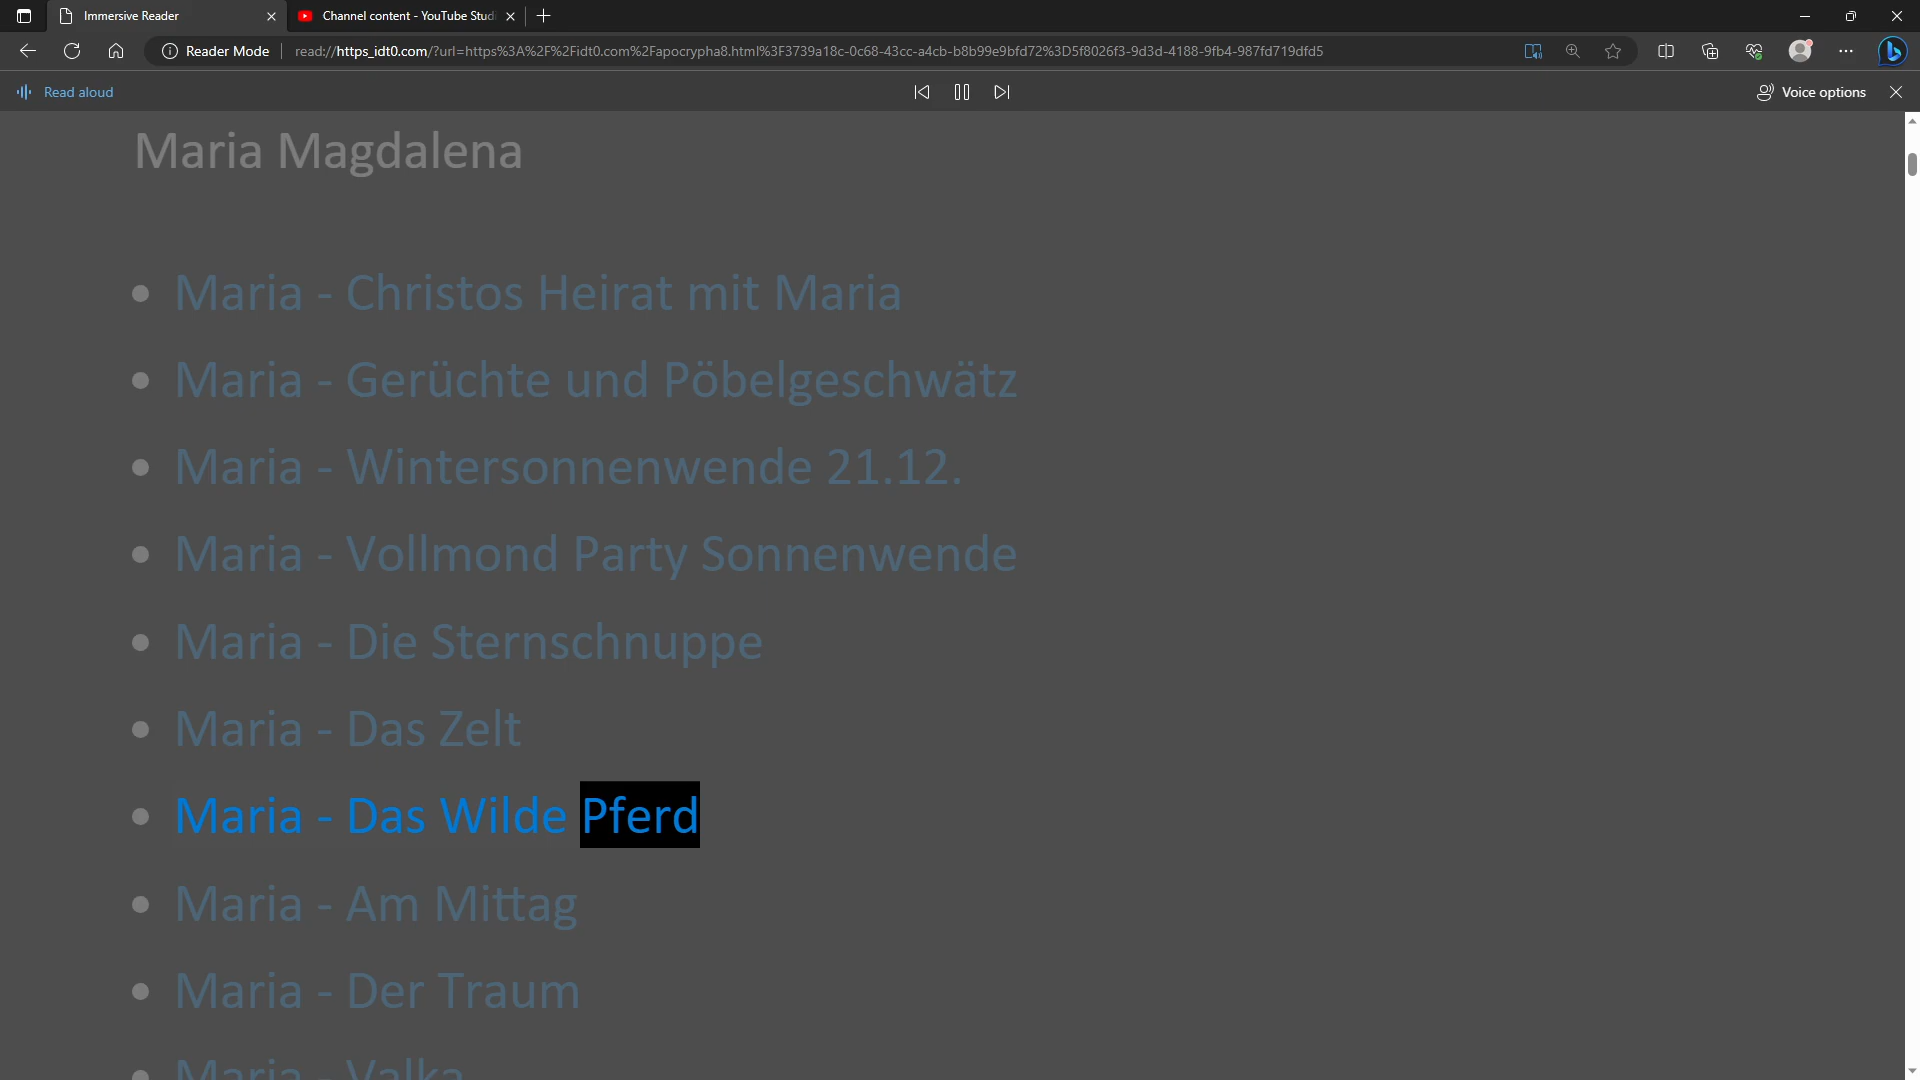 Immersive Reader
Channel content - YouTube Studi
Reader Mode
read://https_idt0.com/?url=https%3A%2F%2Fidt0.com%2Fapocrypha8.html%3F3739a18c-0c68-43cc-a4cb-b8b99e9bfd72%3D5f8026f3-9d3d-4188-9fb4-987fd719dfd5
Read aloud
Voice options
Maria Magdalena
Maria - Christos Heirat mit Maria
Maria - Gerüchte und Pöbelgeschwätz
Maria - Wintersonnenwende 21.12.
Maria - Vollmond Party Sonnenwende
Maria - Die Sternschnuppe
Maria - Das Zelt
Maria - Das Wilde Pferd
Maria - Am Mittag
Maria - Der Traum
Maria - Valka